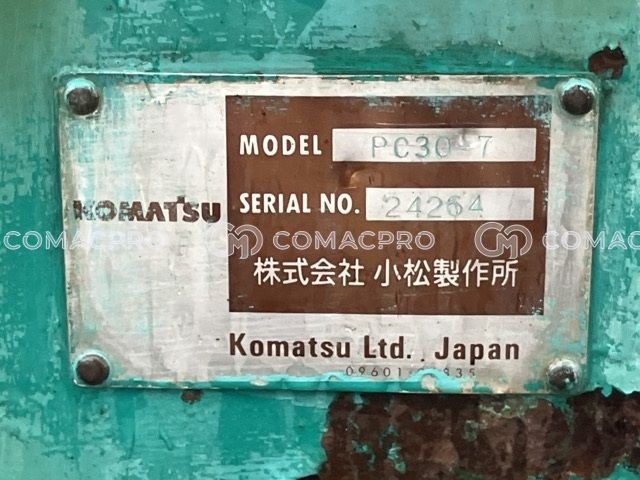 MODEL PC30-7
SERIAL NO. 24264
KOMATSU
COMACPRO COMACPRO COMACPRO
株式会社 小松製作所
Komatsu Ltd. Japan